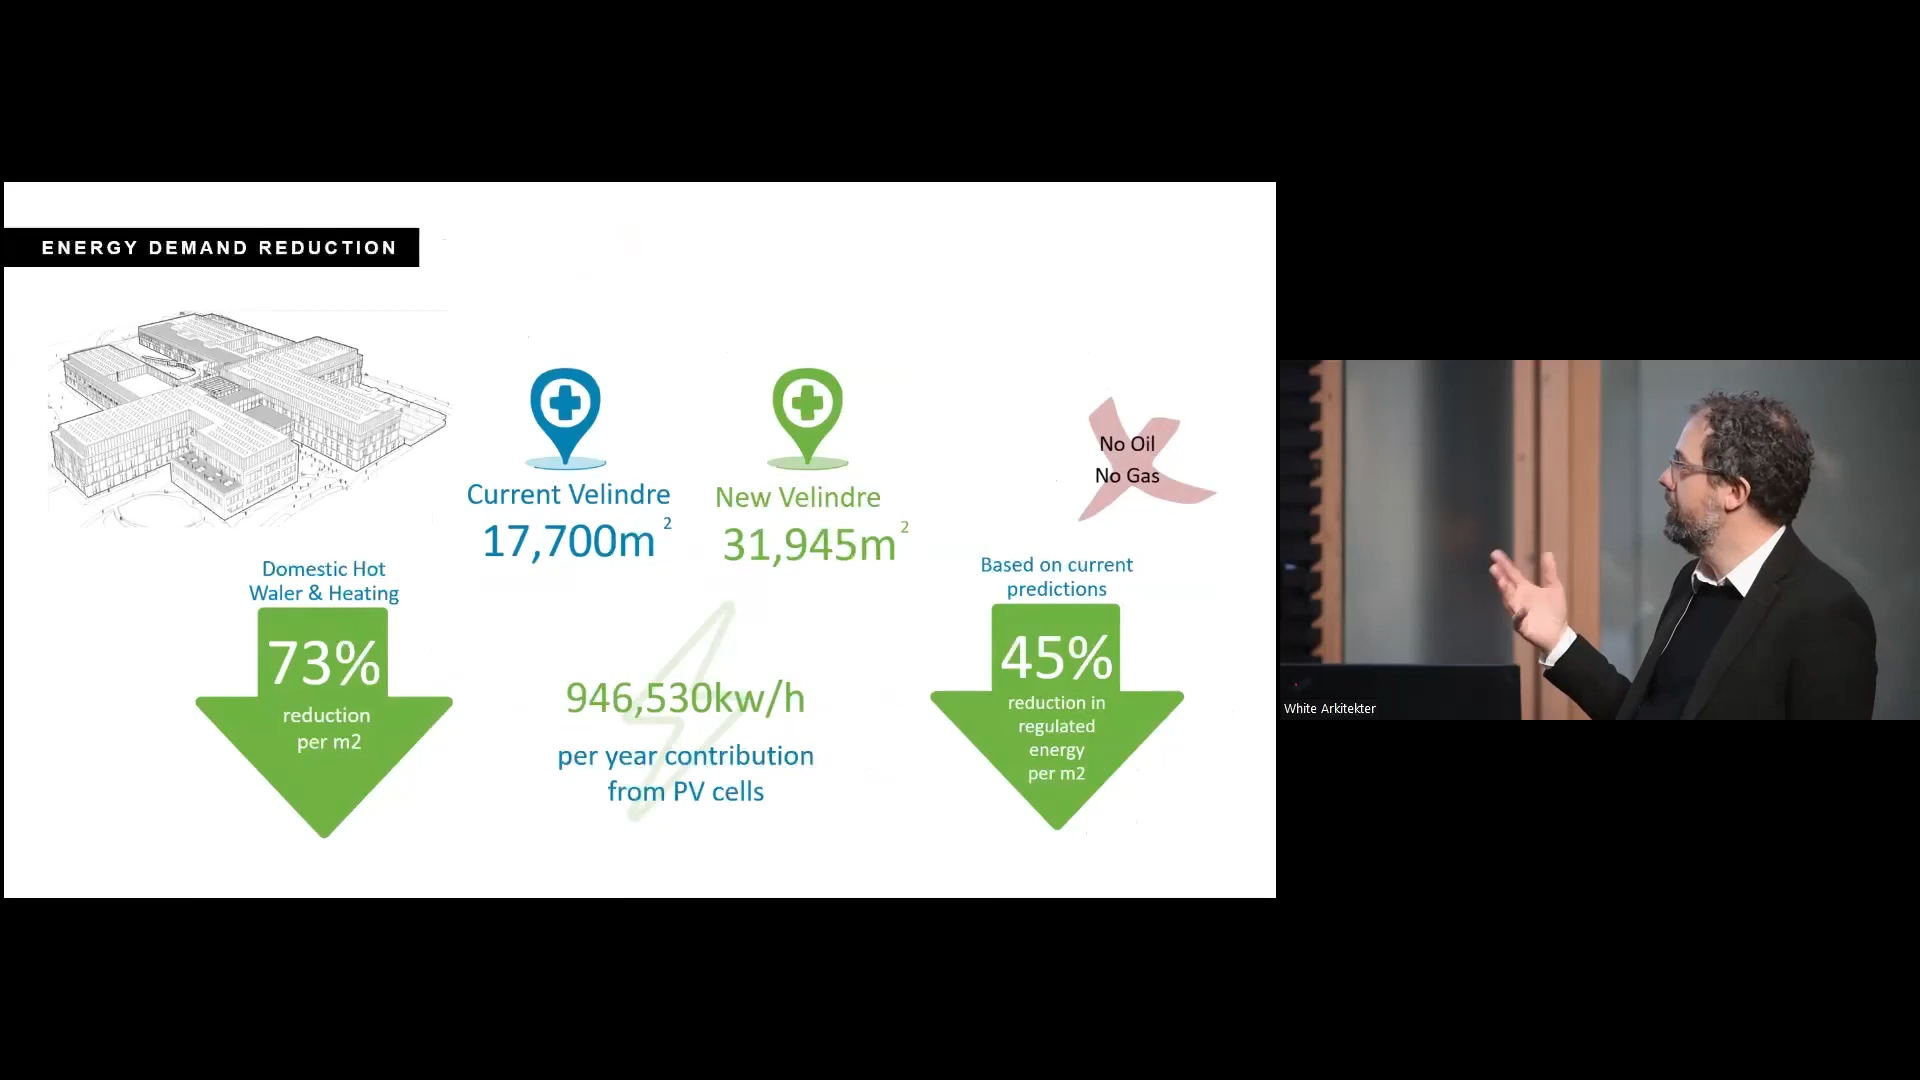 ENERGY DEMAND REDUCTION
Current Velindre
17,700m²
New Velindre
31,945m²
No Oil
No Gas
Domestic Hot
Waler & Heating
73%
reduction
per m2
946,530kw/h
per year contribution
from PV cells
Based on current
predictions
45%
reduction in
regulated
energy
per m2
White Arkitekter